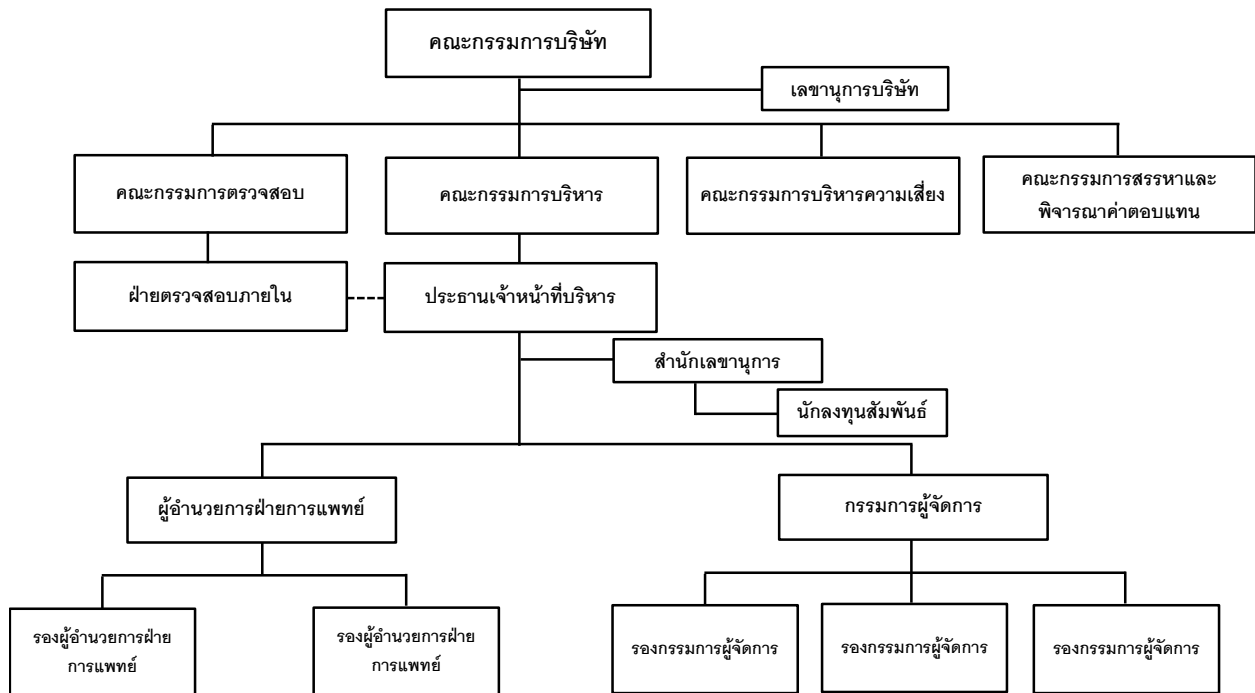 คณะกรรมการบริษัท
เลขานุการบริษัท
คณะกรรมการตรวจสอบ
คณะกรรมการบริหาร
คณะกรรมการบริหารความเสี่ยง
คณะกรรมการสรรหาและ
พิจารณาค่าตอบแทน
ฝ่ายตรวจสอบภายใน
ประธานเจ้าหน้าที่บริหาร
สำนักเลขานุการ
นักลงทุนสัมพันธ์
ผู้อำนวยการฝ่ายการแพทย์
กรรมการผู้จัดการ
รองผู้อำนวยการฝ่าย
การแพทย์
รองผู้อำนวยการฝ่าย
การแพทย์
รองกรรมการผู้จัดการ
รองกรรมการผู้จัดการ
รองกรรมการผู้จัดการ